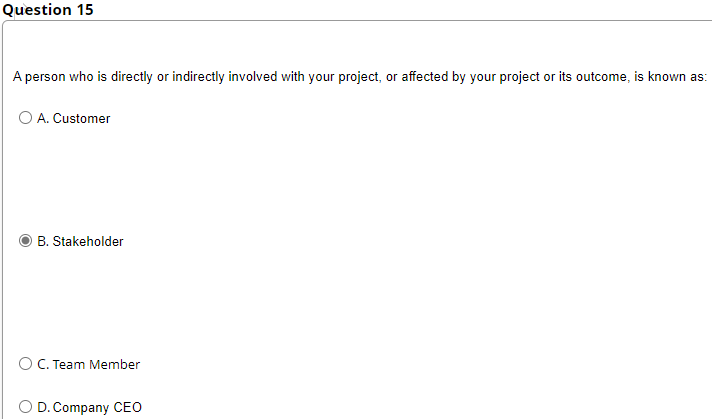 Question 15
A person who is directly or indirectly involved with your project, or affected by your project or its outcome, is known as:
A. Customer
B. Stakeholder
C. Team Member
D. Company CEO